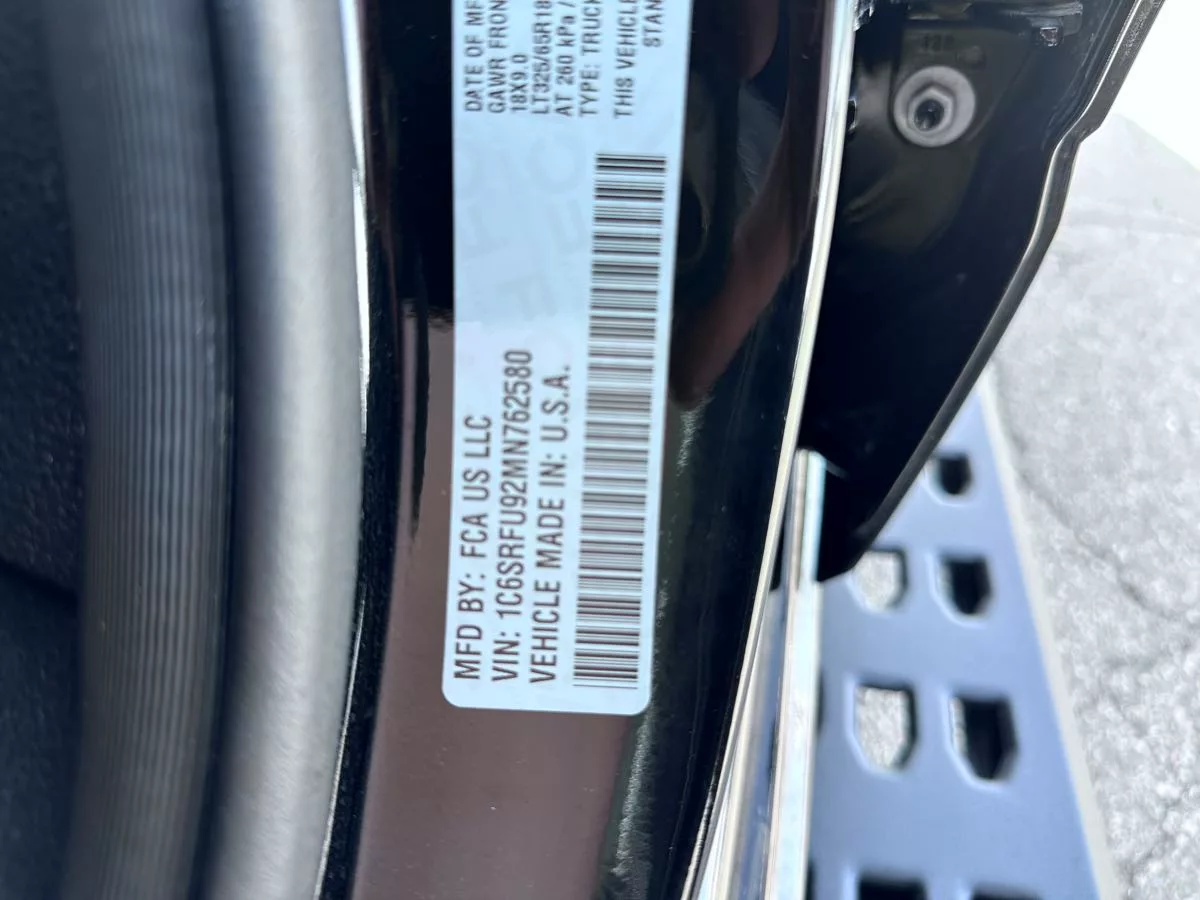 MFD BY: FCA US LLC
VIN: 1C6SRFU92MN762580
VEHICLE MADE IN: U.S.A.
DATE OF MF
GAWR FRON
18X9.0
LT325/65R18
AT 260 kPa /
TYPE: TRUCK
THIS VEHICLE
STAN